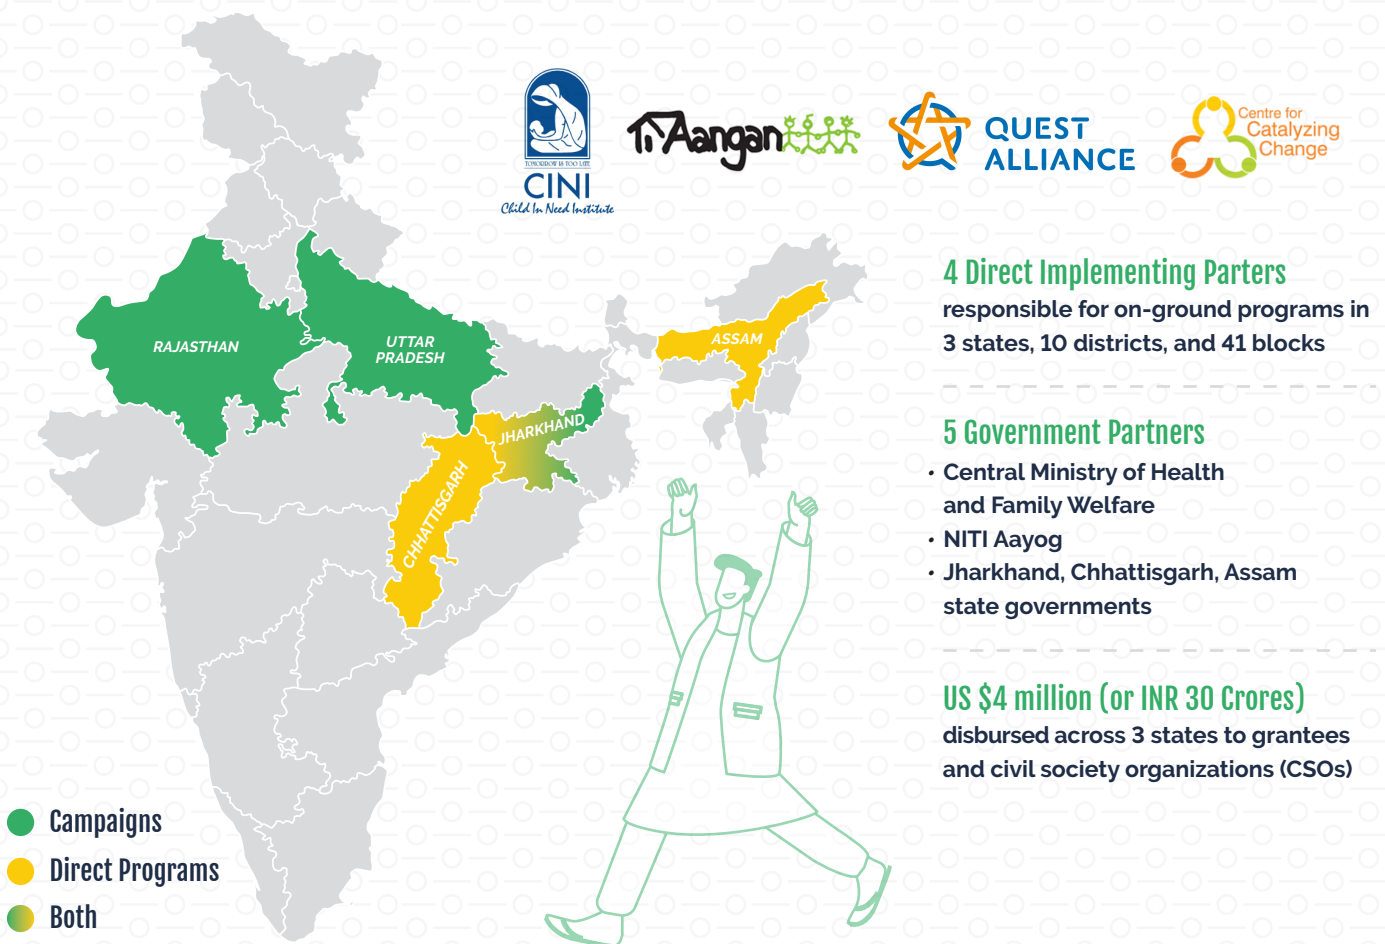 TOMORROW IS TOO LATE
CINI
Child In Need Institute
Aangan
QUEST
ALLIANCE
Centre for
Catalyzing
Change
4 Direct Implementing Parters
responsible for on-ground programs in
3 states, 10 districts, and 41 blocks
5 Government Partners
• Central Ministry of Health
and Family Welfare
• NITI Aayog
• Jharkhand, Chhattisgarh, Assam
state governments
US $4 million (or INR 30 Crores)
disbursed across 3 states to grantees
and civil society organizations (CSOs)
RAJASTHAN
UTTAR
PRADESH
ASSAM
JHARKHAND
CHHATTISGARH
Campaigns
Direct Programs
Both